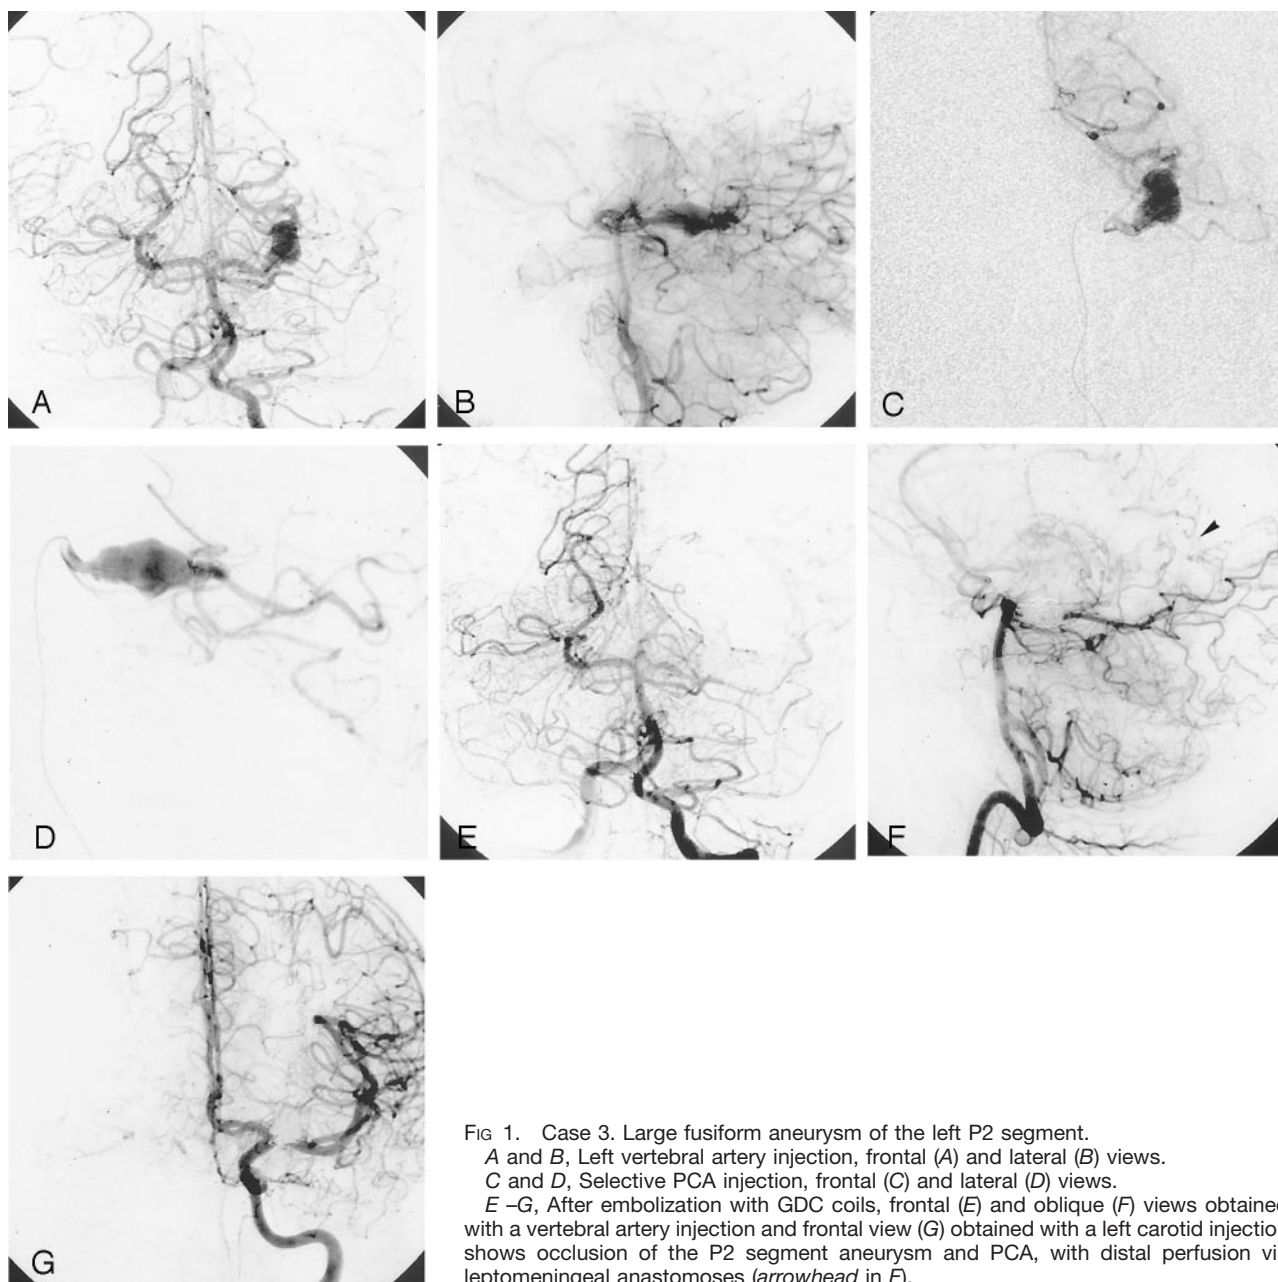 A
B
C
D
E
F
G
FIG 1. Case 3. Large fusiform aneurysm of the left P2 segment.
A and B, Left vertebral artery injection, frontal (A) and lateral (B) views.
C and D, Selective PCA injection, frontal (C) and lateral (D) views.
E –G, After embolization with GDC coils, frontal (E) and oblique (F) views obtained
with a vertebral artery injection and frontal view (G) obtained with a left carotid injectio
shows occlusion of the P2 segment aneurysm and PCA, with distal perfusion vi
leptomeningeal anastomoses (arrowhead in F).